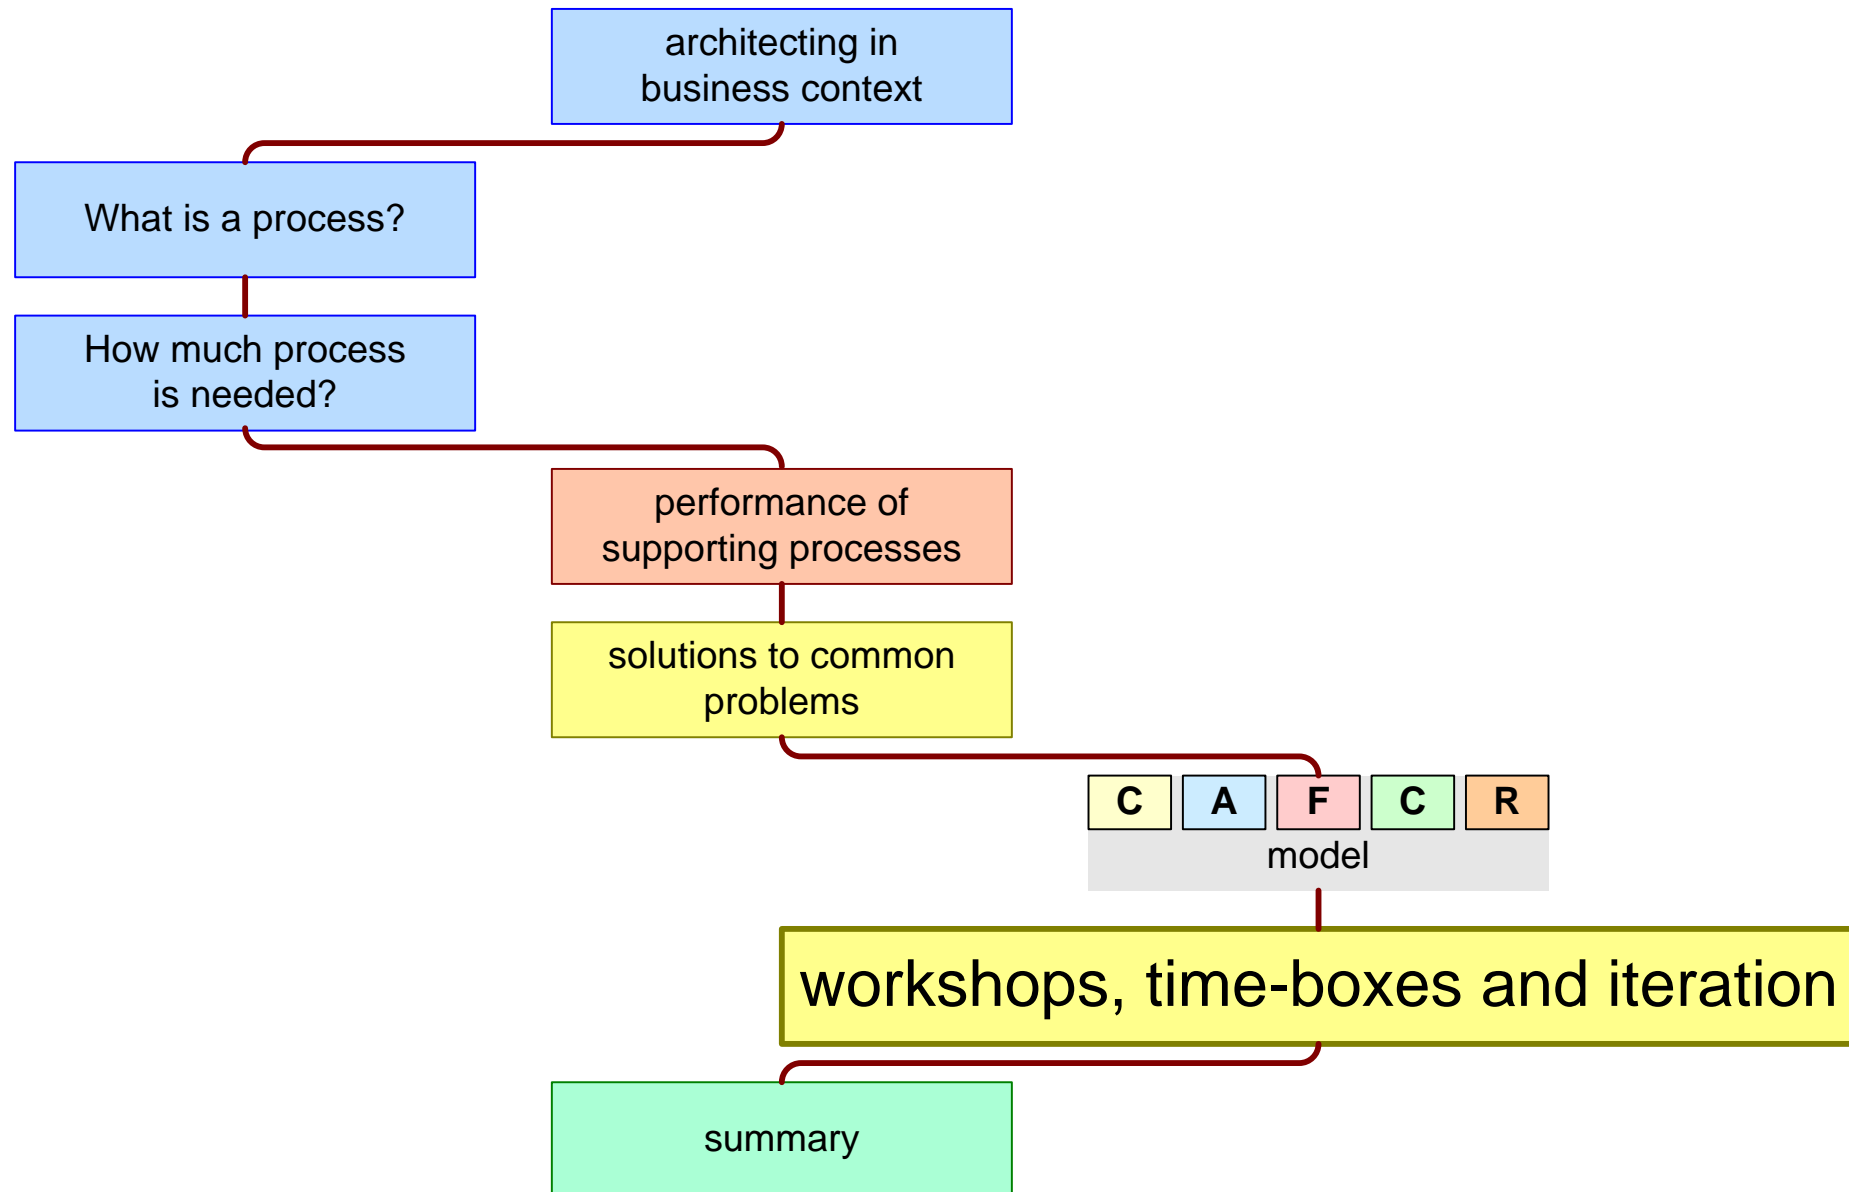 architecting in
business context
What is a process?
How much process
is needed?
performance of
supporting processes
solutions to common
problems
C A F C R
model
workshops, time-boxes and iteration
summary